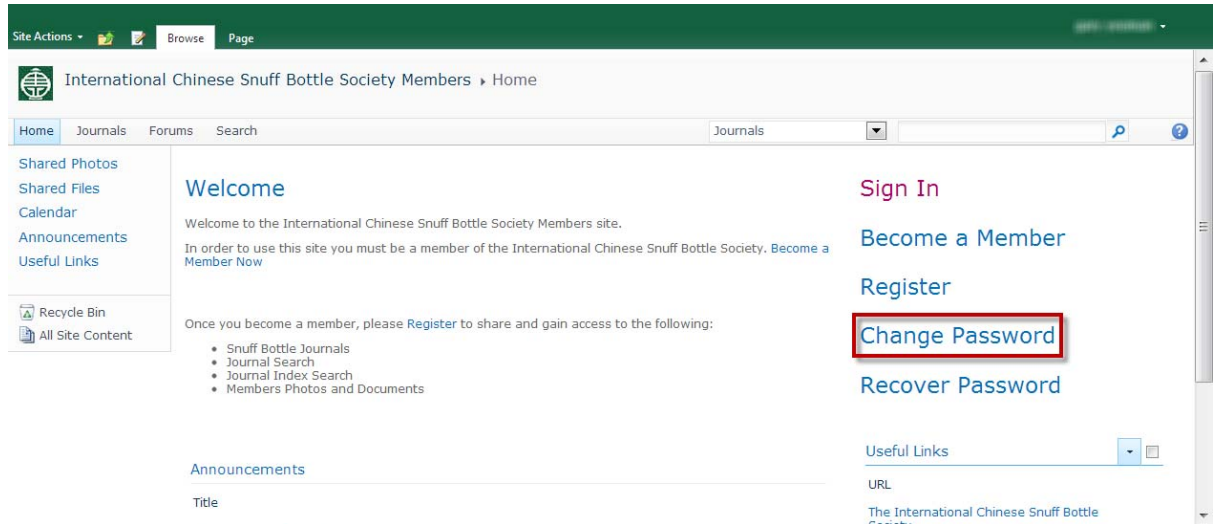 Site Actions
Browse
Page
International Chinese Snuff Bottle Society Members
Home
Home
Journals
Forums
Search
Journals
Shared Photos
Shared Files
Calendar
Announcements
Useful Links
Recycle Bin
All Site Content
Welcome
Welcome to the International Chinese Snuff Bottle Society Members site.
In order to use this site you must be a member of the International Chinese Snuff Bottle Society. Become a
Member Now
Once you become a member, please Register to share and gain access to the following:
Snuff Bottle Journals
Journal Search
Journal Index Search
Members Photos and Documents
Announcements
Title
Sign In
Become a Member
Register
Change Password
Recover Password
Useful Links
URL
The International Chinese Snuff Bottle